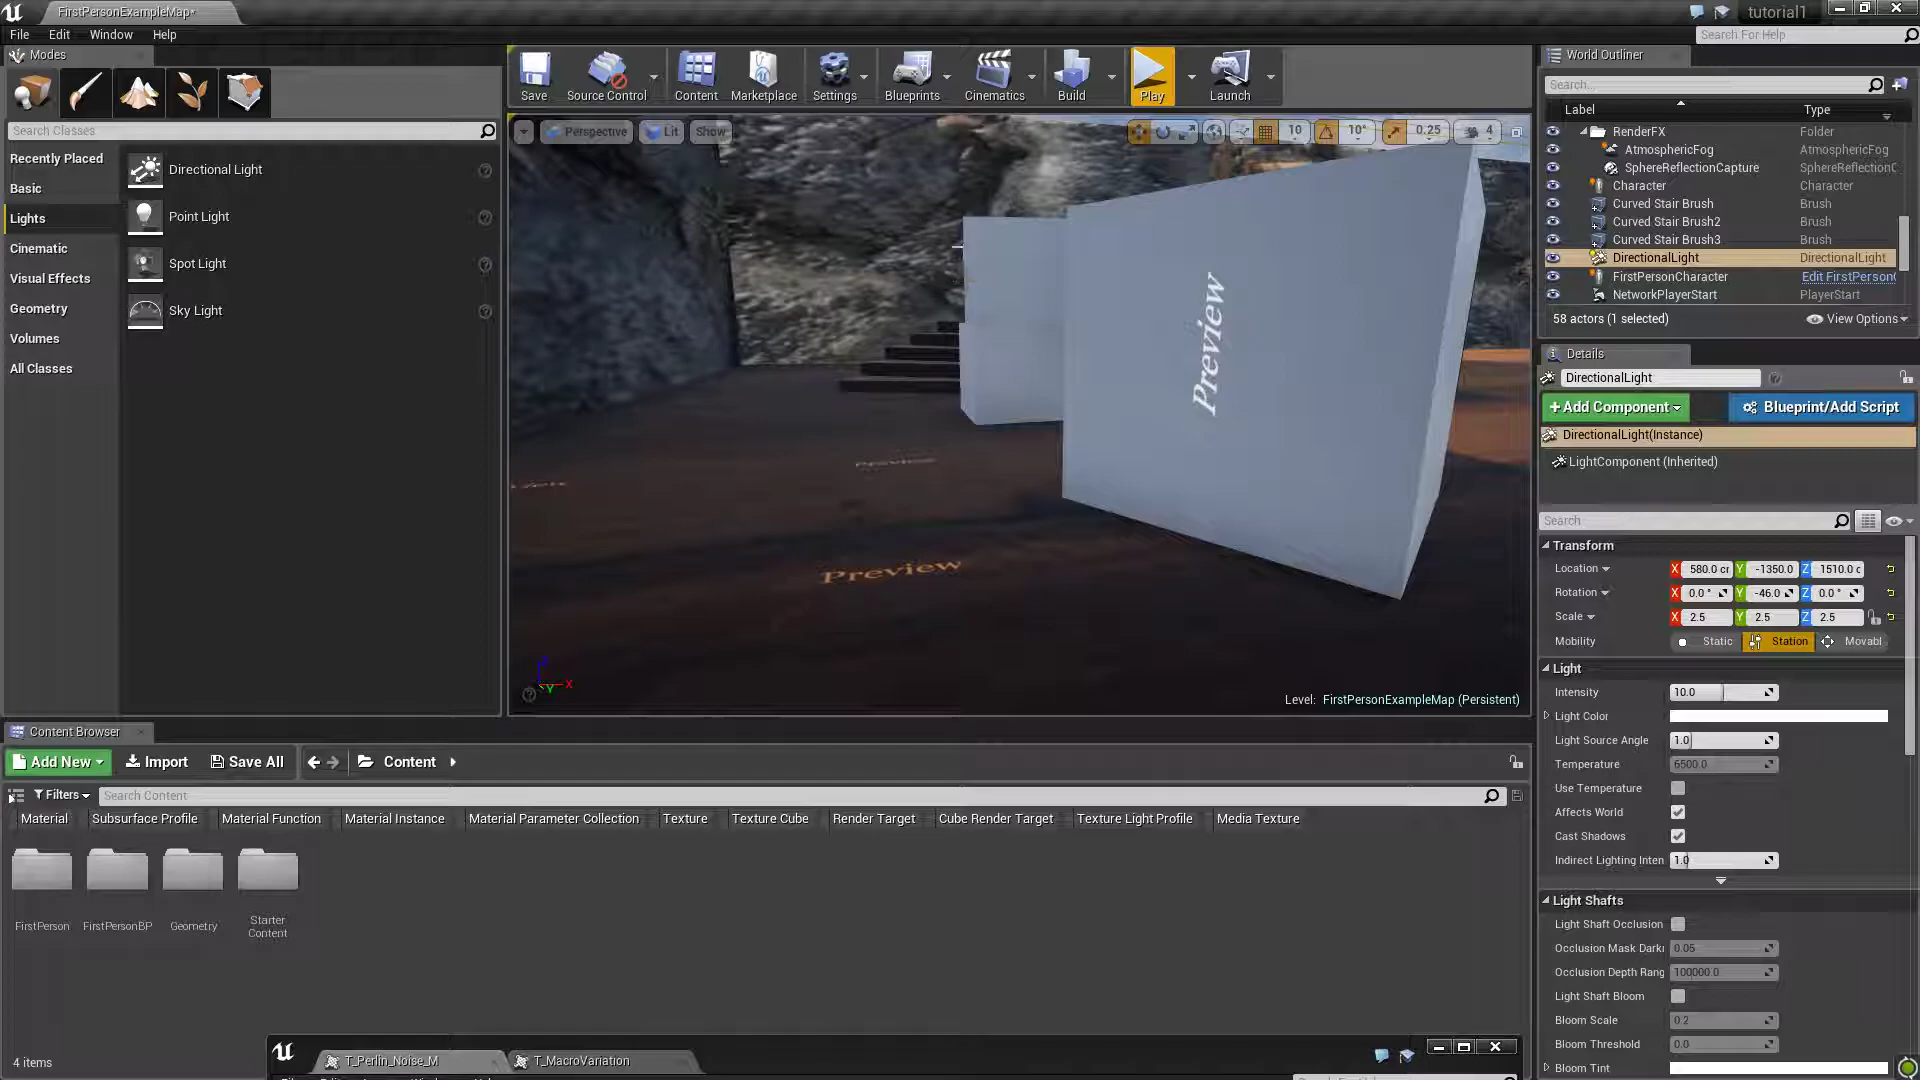 FirstPersonExampleMap*
tutorial1
File Edit Window Help
Search For Help
Modes
Search Classes
Recently Placed
Basic
Lights
Cinematic
Visual Effects
Geometry
Volumes
All Classes
Directional Light
Point Light
Spot Light
Sky Light
Save
Source Control
Content
Marketplace
Settings
Blueprints
Cinematics
Build
Play
Launch
Perspective
Lit
Show
10
10°
0.25
4
Preview
Preview
Preview
Level: FirstPersonExampleMap (Persistent)
World Outliner
Search...
Label Type
RenderFX Folder
AtmosphericFog AtmosphericFog
SphereReflectionCapture SphereReflectionC
Character Character
Curved Stair Brush Brush
Curved Stair Brush2 Brush
Curved Stair Brush3 Brush
DirectionalLight DirectionalLight
FirstPersonCharacter Edit FirstPerson
NetworkPlayerStart PlayerStart
58 actors (1 selected)
View Options
Details
DirectionalLight
+Add Component
Blueprint/Add Script
DirectionalLight(Instance)
LightComponent (Inherited)
Search
Transform
Location X 580.0 cr Y -1350.0 Z 1510.0 c
Rotation X 0.0 ° Y -46.0 Z 0.0 °
Scale X 2.5 Y 2.5 Z 2.5
Mobility Static Station Movabl
Light
Intensity 10.0
Light Color
Light Source Angle 1.0
Temperature 6500.0
Use Temperature
Affects World
Cast Shadows
Indirect Lighting Inten 1.0
Light Shafts
Light Shaft Occlusion
Occlusion Mask Dark 0.05
Occlusion Depth Rang 100000.0
Light Shaft Bloom
Bloom Scale 0.2
Bloom Threshold 0.0
Bloom Tint
Content Browser
Add New
Import
Save All
Content
Filters
Search Content
Material
Subsurface Profile
Material Function
Material Instance
Material Parameter Collection
Texture
Texture Cube
Render Target
Cube Render Target
Texture Light Profile
Media Texture
FirstPerson
FirstPersonBP
Geometry
Starter
Content
4 items
T_Perlin_Noise_M
T_MacroVariation